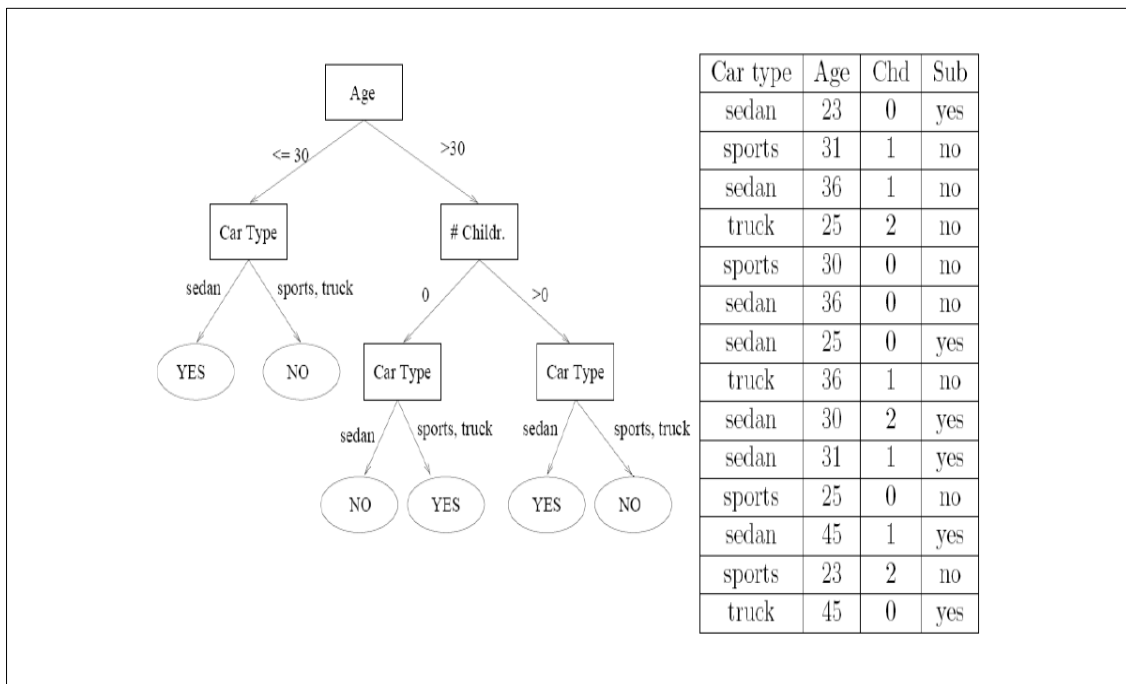 Age
<= 30
>30
Car Type
# Childr.
sedan
sports, truck
0
>0
YES
NO
Car Type
Car Type
sedan
sports, truck
sedan
sports, truck
NO
YES
YES
NO
Car type Age Chd Sub
sedan 23 0 yes
sports 31 1 no
sedan 36 1 no
truck 25 2 no
sports 30 0 no
sedan 36 0 no
sedan 25 0 yes
truck 36 1 no
sedan 30 2 yes
sedan 31 1 yes
sports 25 0 no
sedan 45 1 yes
sports 23 2 no
truck 45 0 yes